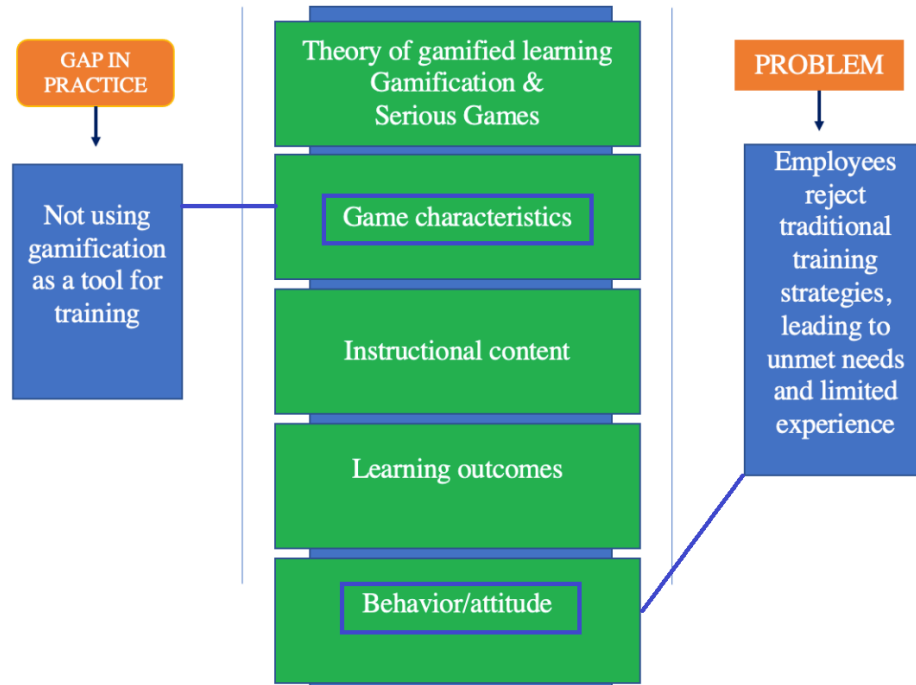 GAP IN
PRACTICE
Not using
gamification
as a tool for
training
Theory of gamified learning
Gamification &
Serious Games
Game characteristics
Instructional content
Learning outcomes
Behavior/attitude
PROBLEM
Employees
reject
traditional
training
strategies,
leading to
unmet needs
and limited
experience